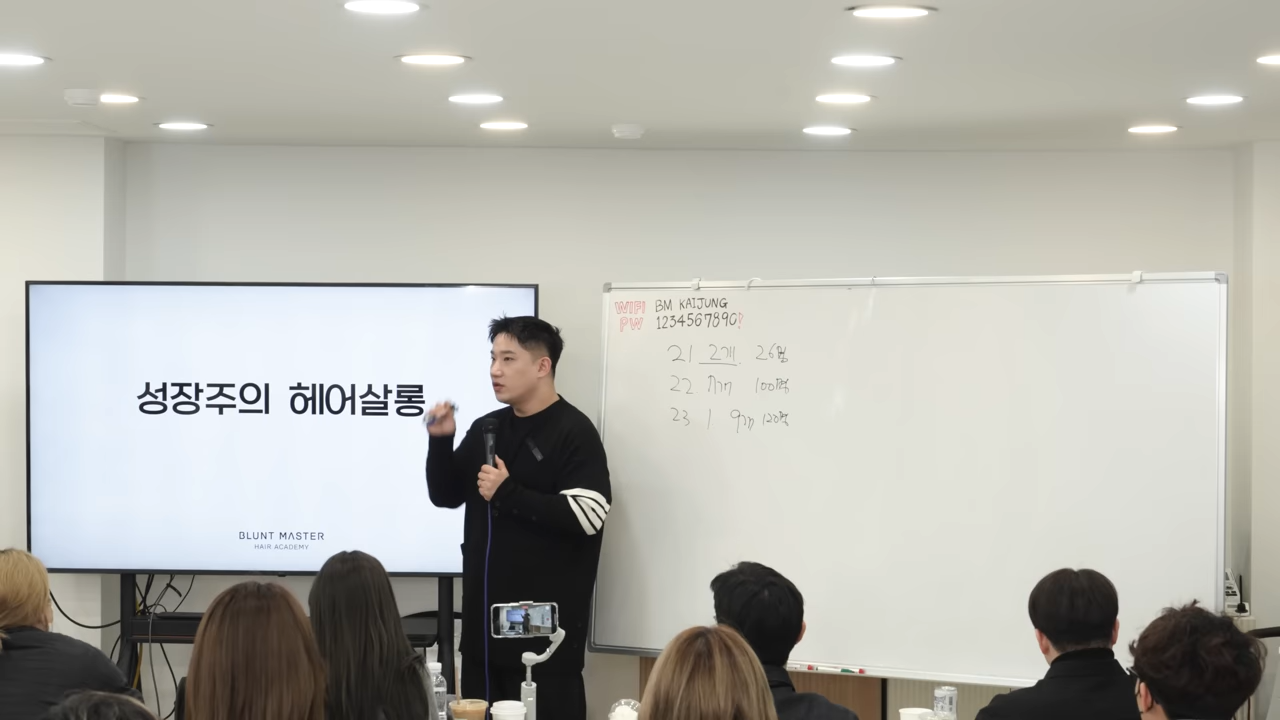 성장주의 헤어살롱
BLUNT MASTER
HAIR ACADEMY
WIFI BM KAIJUNG
PW 1234567890!
21 2개 26명
22 7개 100명
23 1 9개 120명